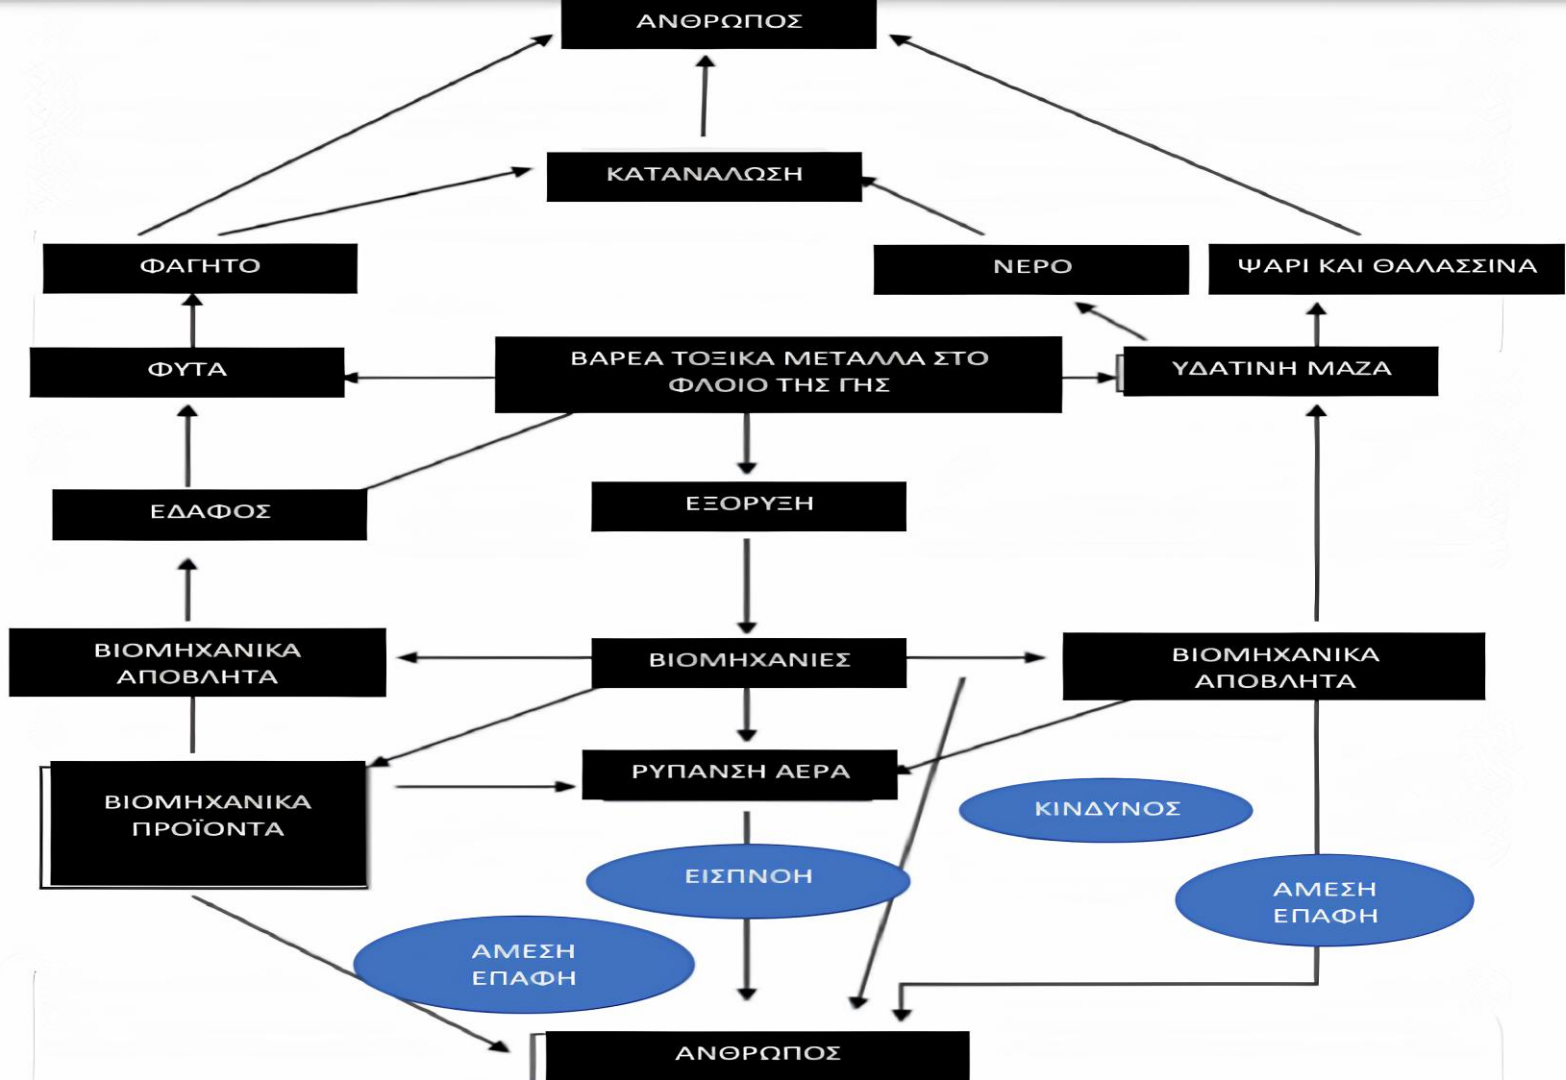 ΑΝΘΡΩΠΟΣ
ΚΑΤΑΝΑΛΩΣΗ
ΦΑΓΗΤΟ
ΝΕΡΟ
ΨΑΡΙ ΚΑΙ ΘΑΛΑΣΣΙΝΑ
ΒΑΡΕΑ ΤΟΞΙΚΑ ΜΕΤΑΛΛΑ ΣΤΟ
ΦΛΟΙΟ ΤΗΣ ΓΗΣ
ΦΥΤΑ
ΥΔΑΤΙΝΗ ΜΑΖΑ
ΕΔΑΦΟΣ
ΕΞΟΡΥΞΗ
ΒΙΟΜΗΧΑΝΙΚΑ
ΑΠΟΒΛΗΤΑ
ΒΙΟΜΗΧΑΝΙΕΣ
ΒΙΟΜΗΧΑΝΙΚΑ
ΑΠΟΒΛΗΤΑ
ΒΙΟΜΗΧΑΝΙΚΑ
ΠΡΟΪΟΝΤΑ
ΡΥΠΑΝΣΗ ΑΕΡΑ
ΚΙΝΔΥΝΟΣ
ΕΙΣΠΝΟΗ
ΑΜΕΣΗ
ΕΠΑΦΗ
ΑΜΕΣΗ
ΕΠΑΦΗ
ΑΝΘΡΩΠΟΣ